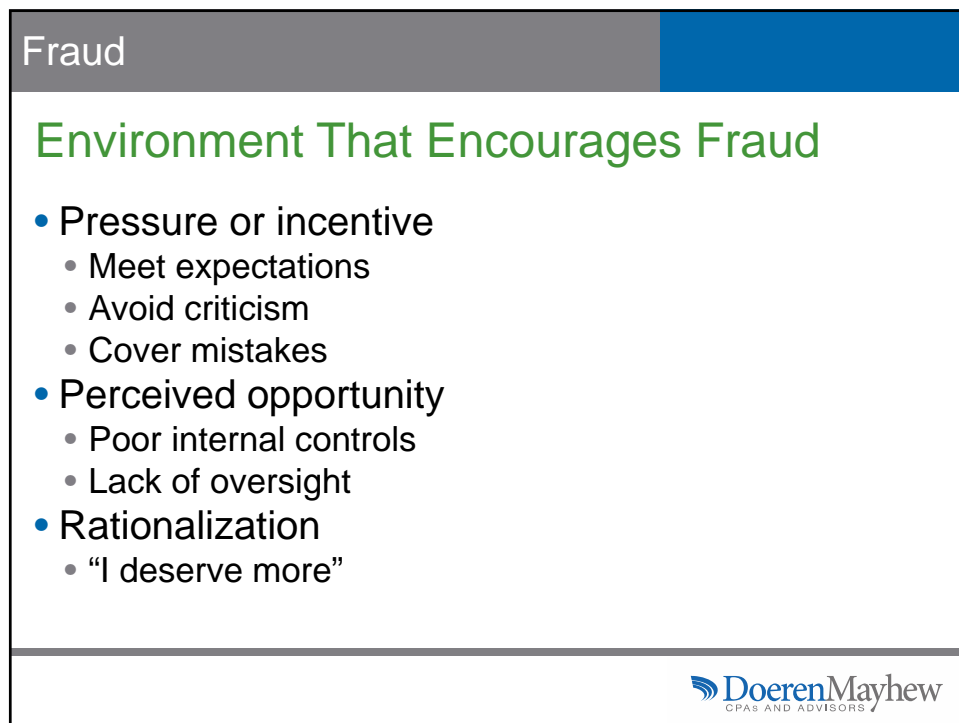 Fraud
Environment That Encourages Fraud
• Pressure or incentive
• Meet expectations
• Avoid criticism
• Cover mistakes
• Perceived opportunity
• Poor internal controls
• Lack of oversight
• Rationalization
• “I deserve more”
DoerenMayhew
CPAs AND ADVISORS